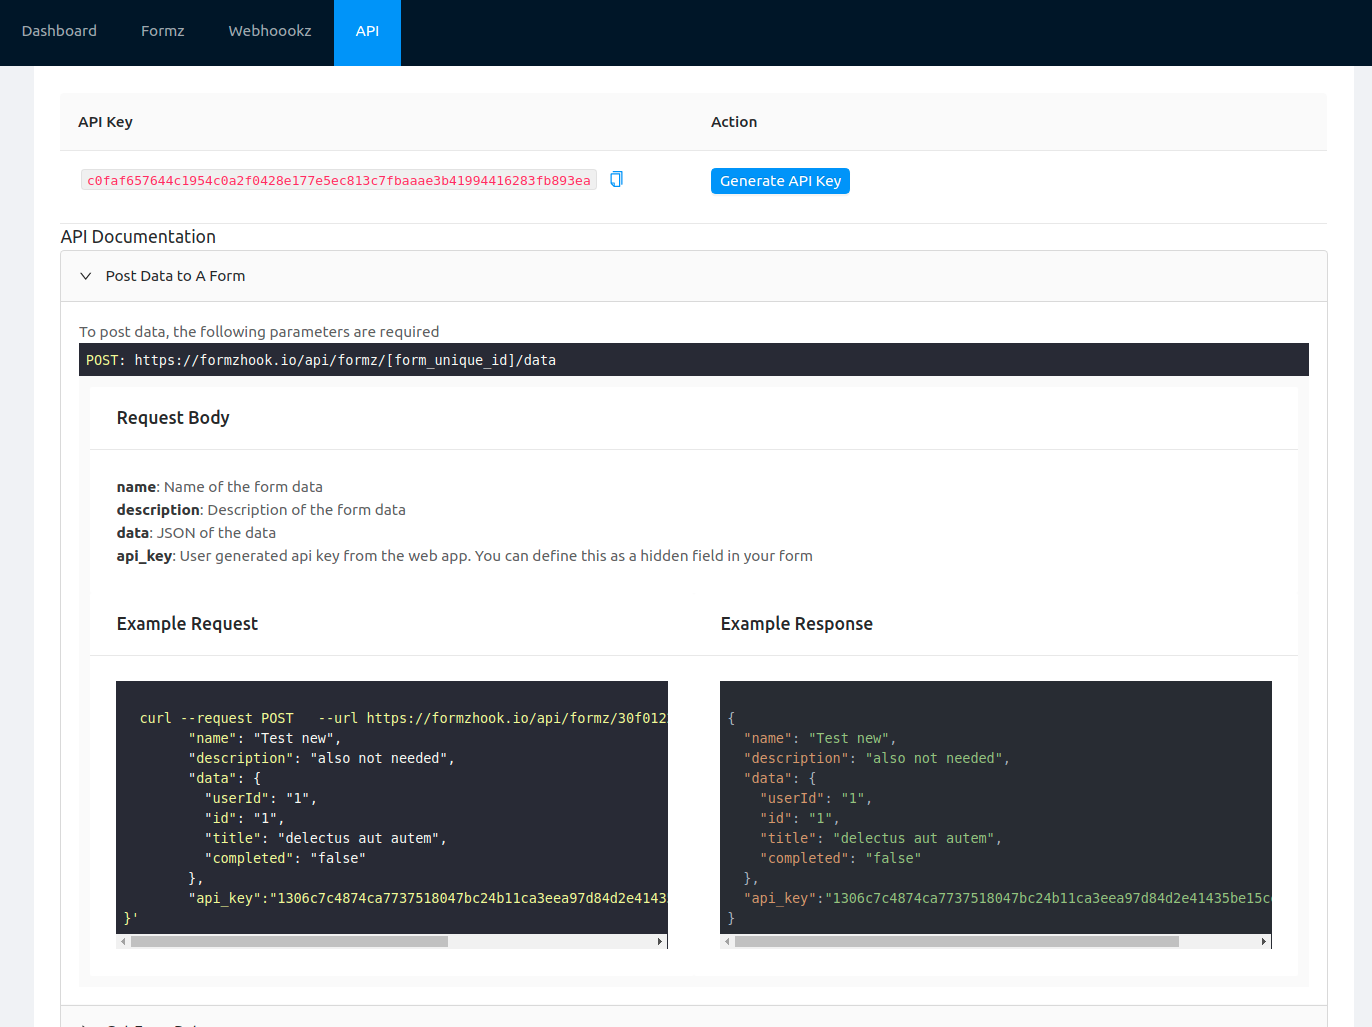 Dashboard Formz Webhoookz API
API Key Action
c0faf657644c1954c0a2f0428e177e5ec813c7fbaaae3b41994416283fb893ea Generate API Key
API Documentation
Post Data to A Form
To post data, the following parameters are required
POST: https://formzhook.io/api/formz/[form_unique_id]/data
Request Body
name: Name of the form data
description: Description of the form data
data: JSON of the data
api_key: User generated api key from the web app. You can define this as a hidden field in your form
Example Request
curl --request POST   --url https://formzhook.io/api/formz/30f012
"name": "Test new",
"description": "also not needed",
"data": {
"userId": "1",
"id": "1",
"title": "delectus aut autem",
"completed": "false"
},
"api_key":"1306c7c4874ca7737518047bc24b11ca3eea97d84d2e4143
}'
Example Response
{
"name": "Test new",
"description": "also not needed",
"data": {
"userId": "1",
"id": "1",
"title": "delectus aut autem",
"completed": "false"
},
"api_key":"1306c7c4874ca7737518047bc24b11ca3eea97d84d2e41435be15c
}